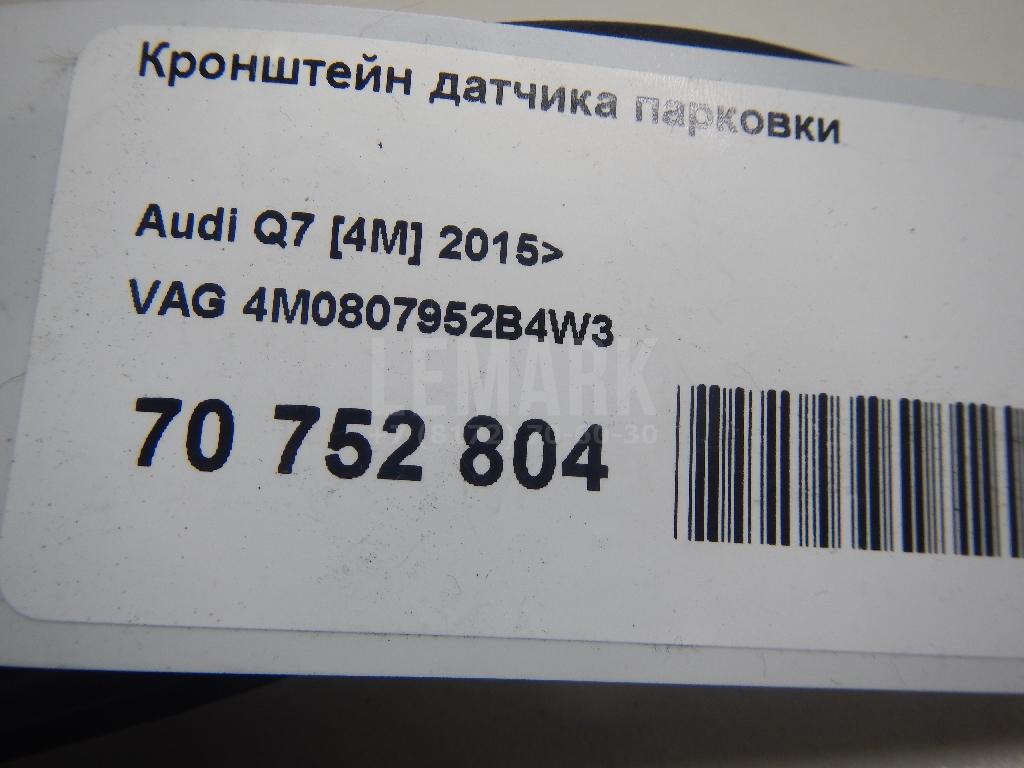 Кронштейн датчика парковки
Audi Q7 [4M] 2015>
VAG 4M0807952B4W3
LEMARK
70 752 804